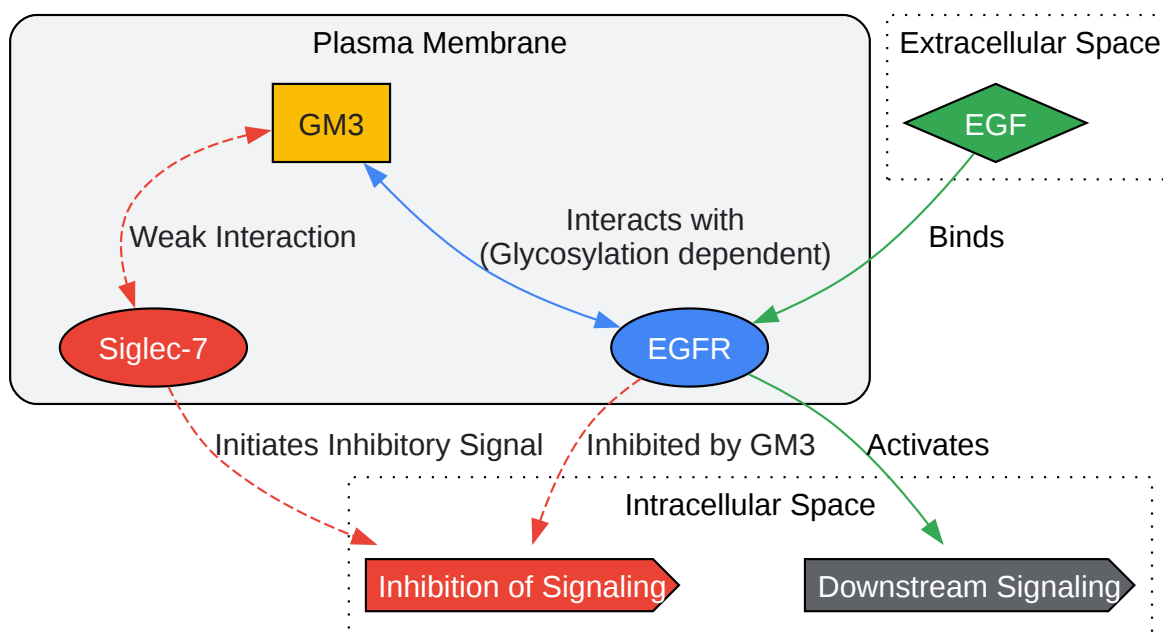 Plasma Membrane
Extracellular Space
GM3
EGF
Interacts with
(Glycosylation dependent)
Weak Interaction
Binds
Siglec-7
EGFR
Initiates Inhibitory Signal
Inhibited by GM3
Activates
Intracellular Space
Inhibition of Signaling
Downstream Signaling